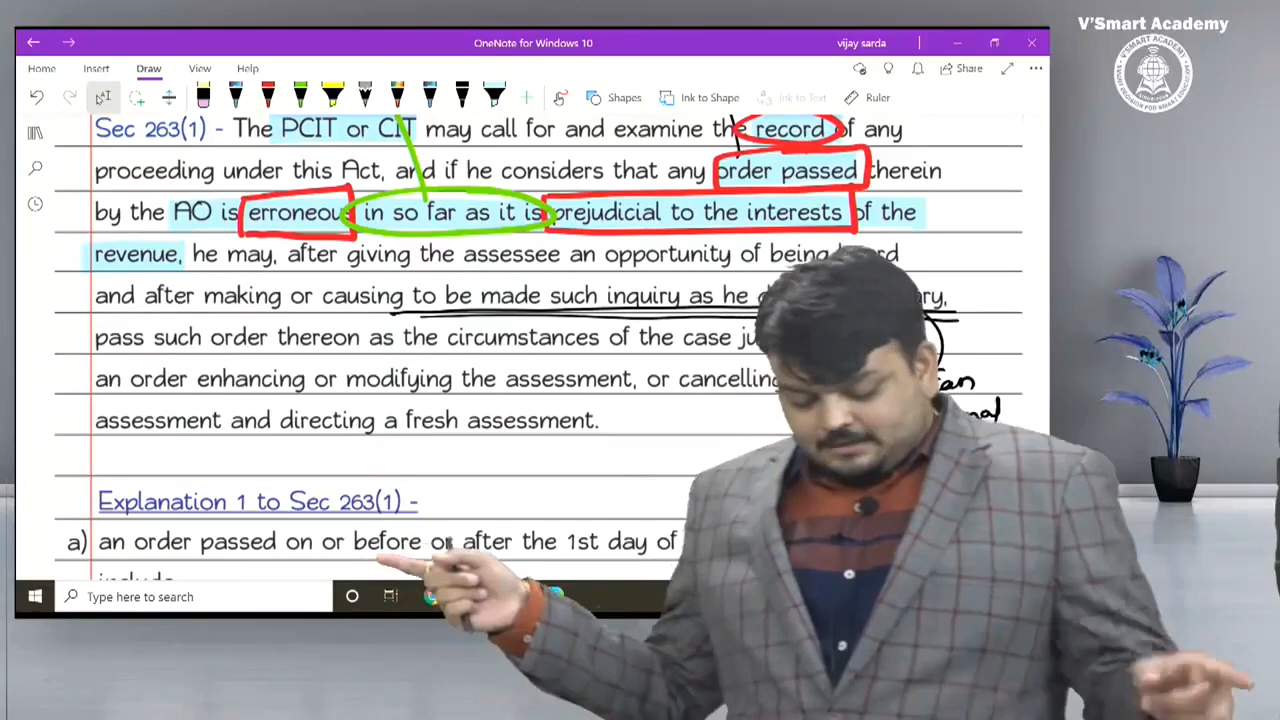 V'Smart Academy
OneNote for Windows 10
vijay sarda
Home Insert Draw View Help
Share
Shapes Ink to Shape Ink to Text Ruler
Sec 263(1) - The PCIT or CIT may call for and examine the record of any
proceeding under this Act, and if he considers that any order passed therein
by the AO is erroneous in so far as it is prejudicial to the interests of the
revenue, he may, after giving the assessee an opportunity of being heard
and after making or causing to be made such inquiry as he
pass such order thereon as the circumstances of the case
an order enhancing or modifying the assessment, or cancelling
assessment and directing a fresh assessment.
Explanation 1 to Sec 263(1) -
a) an order passed on or before or after the 1st day of
include
Type here to search